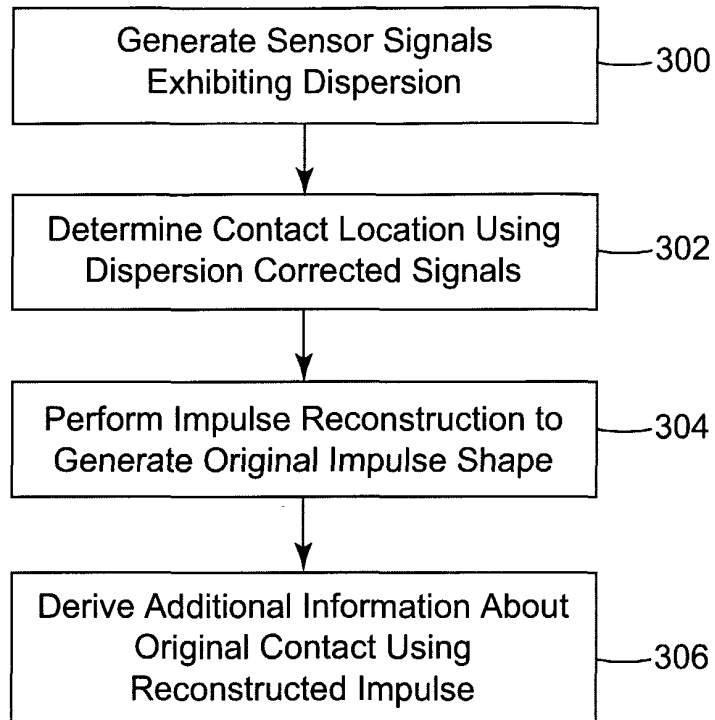 Generate Sensor Signals
Exhibiting Dispersion
300
Determine Contact Location Using
Dispersion Corrected Signals
302
Perform Impulse Reconstruction to
Generate Original Impulse Shape
304
Derive Additional Information About
Original Contact Using
Reconstructed Impulse
306